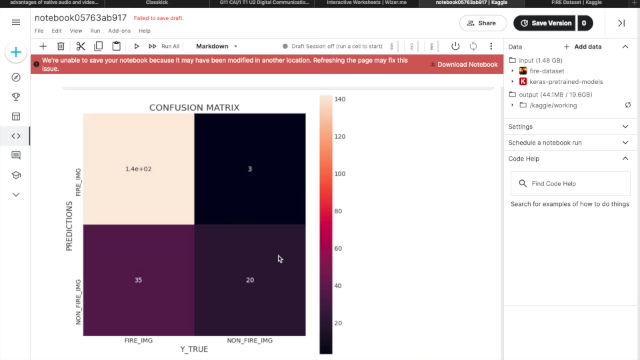 advantages of native audio and video...
Classkick
G11 CA/I T1 U2 Digital Communicatio...
Interactive Worksheets | Wizer.me
notebook05763ab917 | Kaggle
FIRE Dataset | Kaggle
notebook05763ab917 Failed to save draft.
File Edit View Run Add-ons Help
Share
Save Version 0
Run All
Markdown
Draft Session off (run a cell to start)
We're unable to save your notebook because it may have been modified in another location. Refreshing the page may fix this
issue.
Download Notebook
CONFUSION MATRIX
1.4e+02
3
35
20
PREDICTIONS
FIRE_IMG
NON_FIRE_IMG
FIRE_IMG
NON_FIRE_IMG
Y_TRUE
140
120
100
80
60
40
20
Data
Add data
input (1.48 GB)
fire-dataset
keras-pretrained-models
output (44.1MB / 19.6GB)
/kaggle/working
Settings
Schedule a notebook run
Code Help
Find Code Help
Search for examples of how to do things